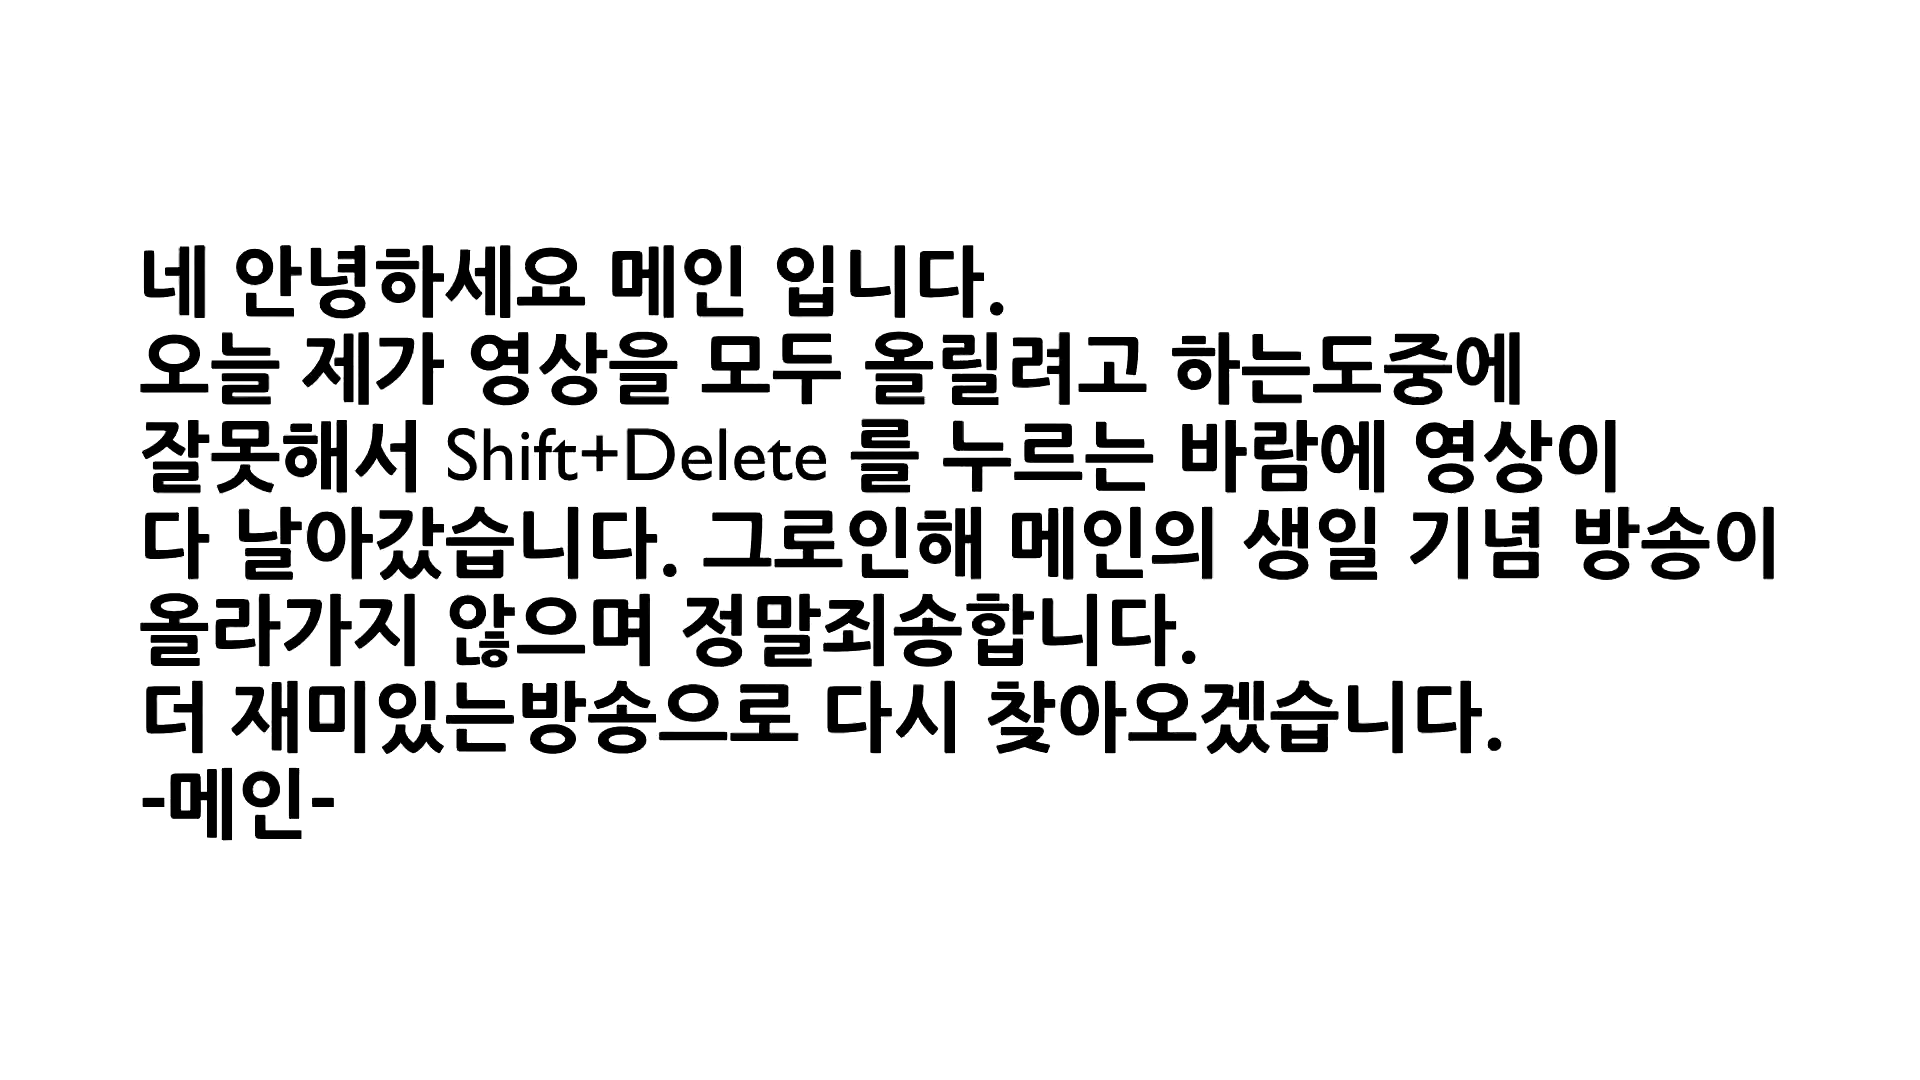 네 안녕하세요 메인 입니다.
오늘 제가 영상을 모두 올릴려고 하는도중에
잘못해서 Shift+Delete 를 누르는 바람에 영상이
다 날아갔습니다. 그로인해 메인의 생일 기념 방송이
올라가지 않으며 정말죄송합니다.
더 재미있는방송으로 다시 찾아오겠습니다.
-메인-